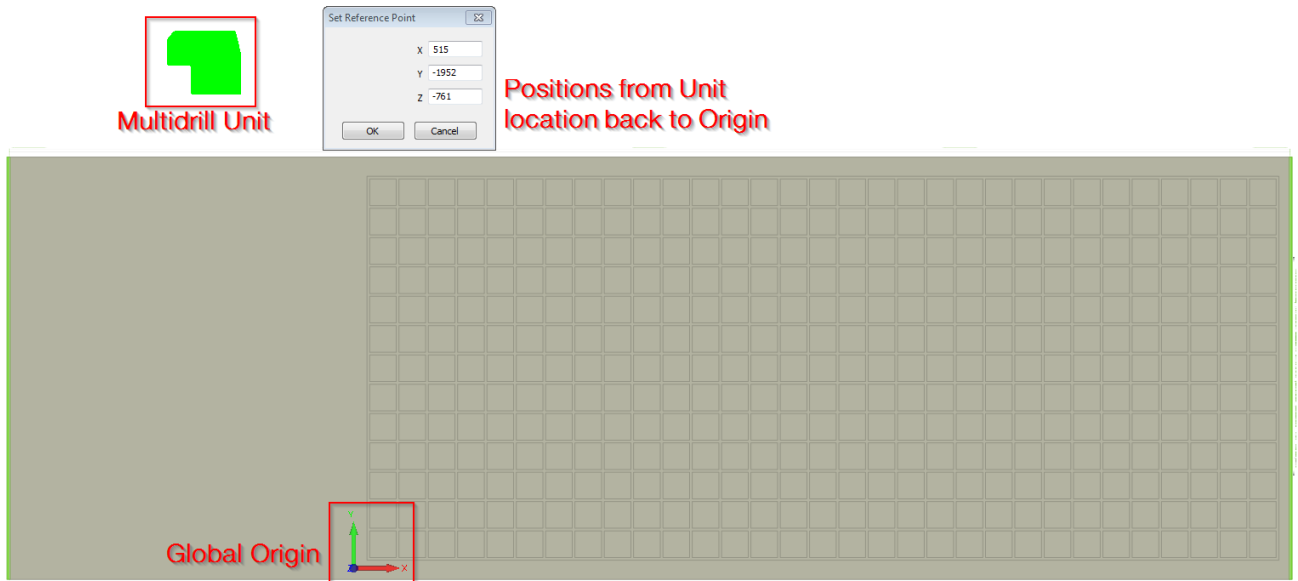 Set Reference Point
X 515
Y -1952
Z -761
OK Cancel
Multidrill Unit
Positions from Unit
location back to Origin
Global Origin
Y
Z
X